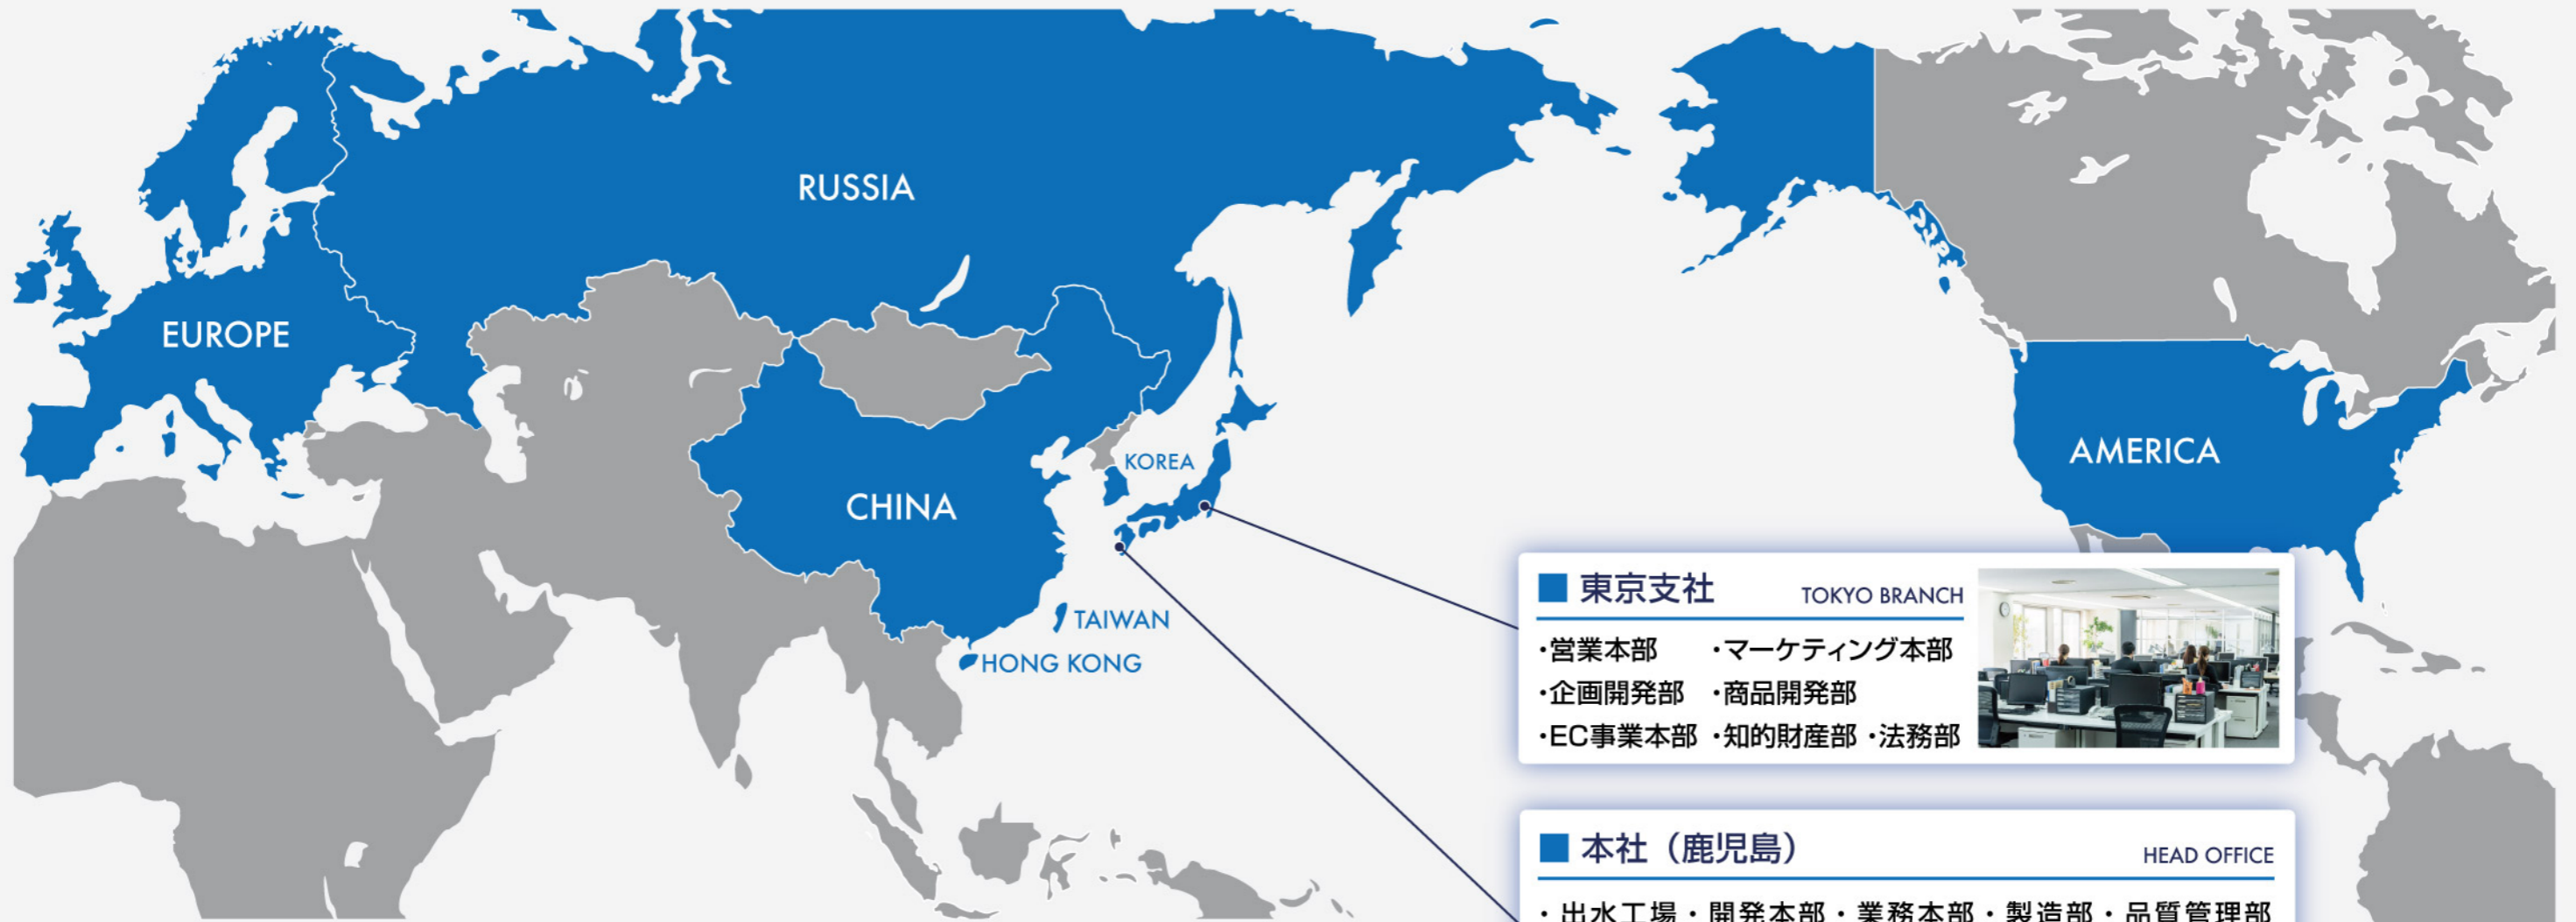 RUSSIA
EUROPE
AMERICA
KOREA
CHINA
TAIWAN
HONG KONG
■ 東京支社 TOKYO BRANCH
・営業本部 ・マーケティング本部
・企画開発部 ・商品開発部
・EC事業本部 ・知的財産部 ・法務部
■ 本社（鹿児島） HEAD OFFICE
・出水工場・開発本部・業務本部・製造部・品質管理部